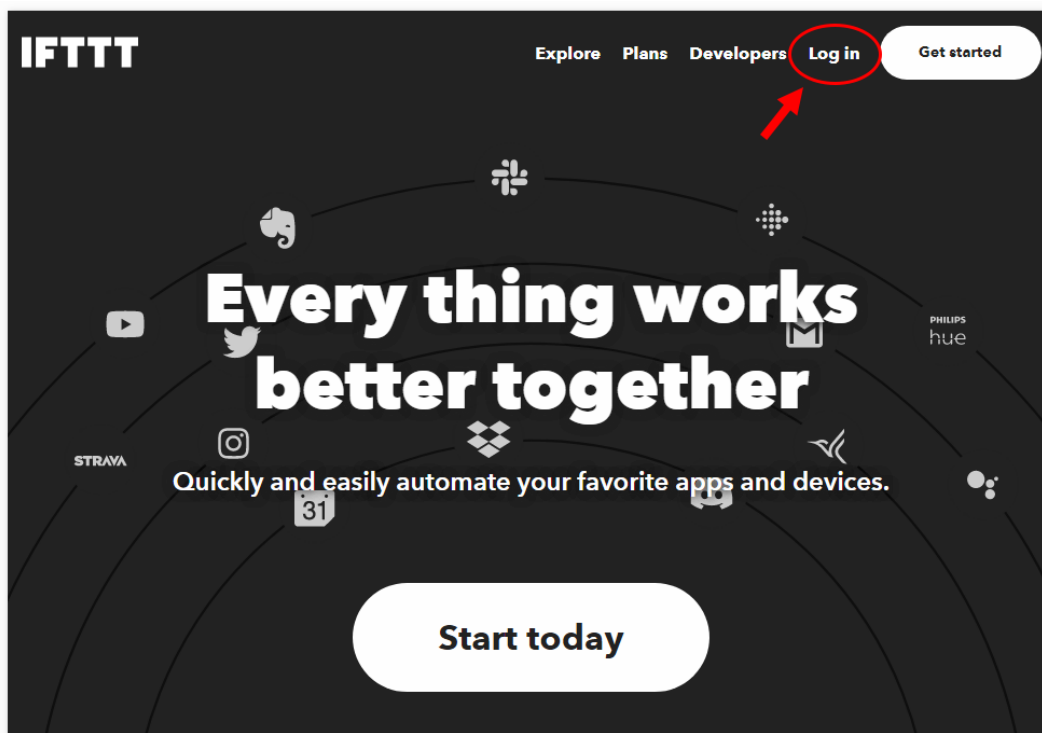 IFTTT
Explore Plans Developers Log in Get started
PHILIPS
hue
Every thing works
better together
STRAVA
Quickly and easily automate your favorite apps and devices.
31
Start today